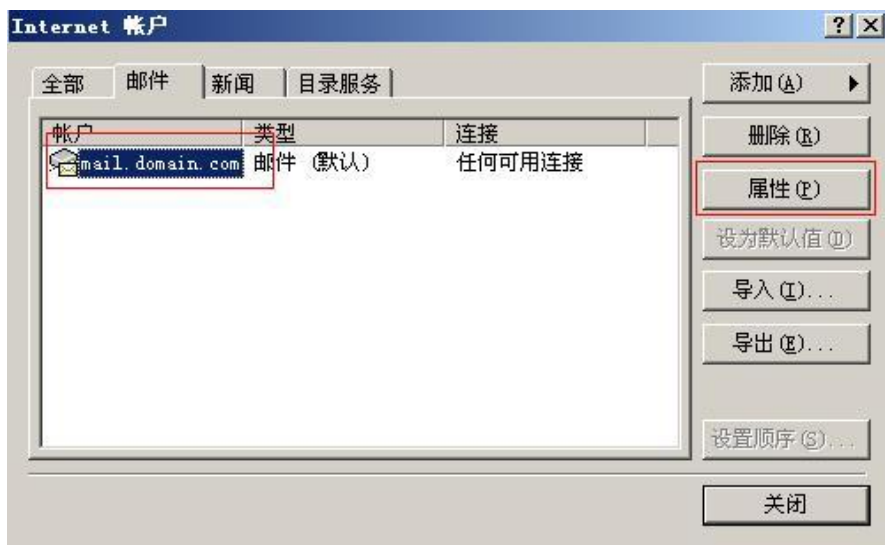 Internet 帐户
全部 邮件 新闻 目录服务
帐户 类型 连接
mail.domain.com 邮件 (默认) 任何可用连接
添加(A)
删除(R)
属性(P)
设为默认值(D)
导入(I)...
导出(E)...
设置顺序(S)...
关闭